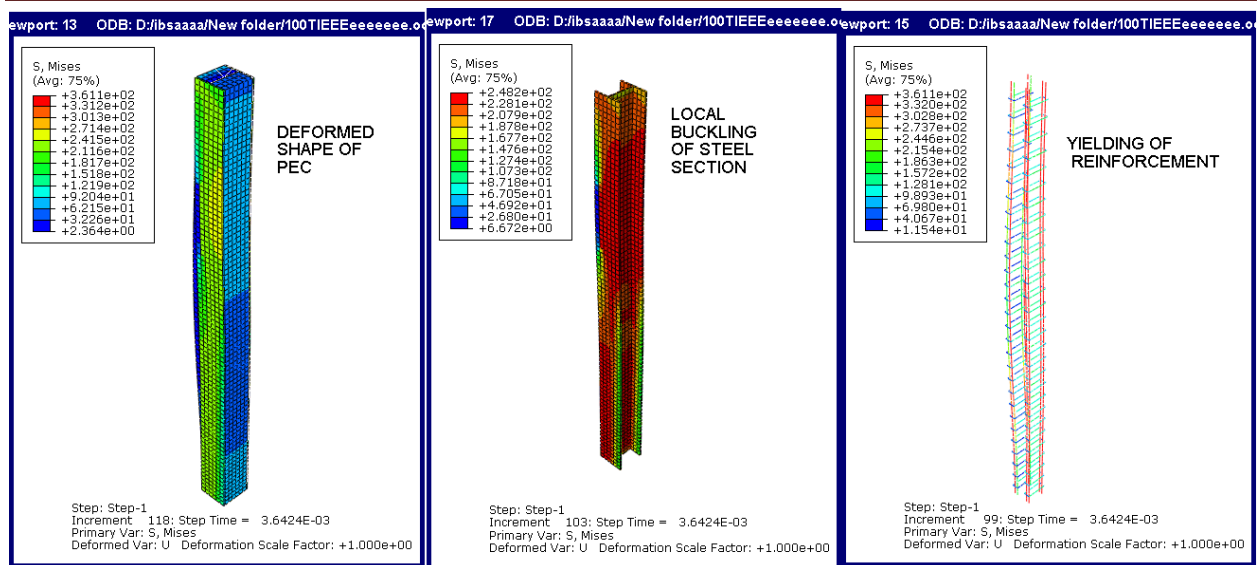 ewport: 13 ODB: D:/ibsaaaa/New folder/100TIEEEeeeeeee.o
S, Mises
(Avg: 75%)
+3.611e+02
+3.312e+02
+3.013e+02
+2.714e+02
+2.415e+02
+2.116e+02
+1.817e+02
+1.518e+02
+1.219e+02
+9.204e+01
+6.215e+01
+3.226e+01
+2.364e+00
DEFORMED
SHAPE OF
PEC
Step: Step-1
Increment 118: Step Time = 3.6424E-03
Primary Var: S, Mises
Deformed Var: U Deformation Scale Factor: +1.000e+00
ewport: 17 ODB: D:/ibsaaaa/New folder/100TIEEEeeeeeee.o
S, Mises
(Avg: 75%)
+2.482e+02
+2.281e+02
+2.079e+02
+1.878e+02
+1.677e+02
+1.476e+02
+1.274e+02
+1.073e+02
+8.718e+01
+6.705e+01
+4.692e+01
+2.680e+01
+6.672e+00
LOCAL
BUCKLING
OF STEEL
SECTION
Step: Step-1
Increment 103: Step Time = 3.6424E-03
Primary Var: S, Mises
Deformed Var: U Deformation Scale Factor: +1.000e+00
ewport: 15 ODB: D:/ibsaaaa/New folder/100TIEEEeeeeeee.od
S, Mises
(Avg: 75%)
+3.611e+02
+3.320e+02
+3.028e+02
+2.737e+02
+2.446e+02
+2.154e+02
+1.863e+02
+1.572e+02
+1.281e+02
+9.893e+01
+6.980e+01
+4.067e+01
+1.154e+01
YIELDING OF
REINFORCEMENT
Step: Step-1
Increment 99: Step Time = 3.6424E-03
Primary Var: S, Mises
Deformed Var: U Deformation Scale Factor: +1.000e+00